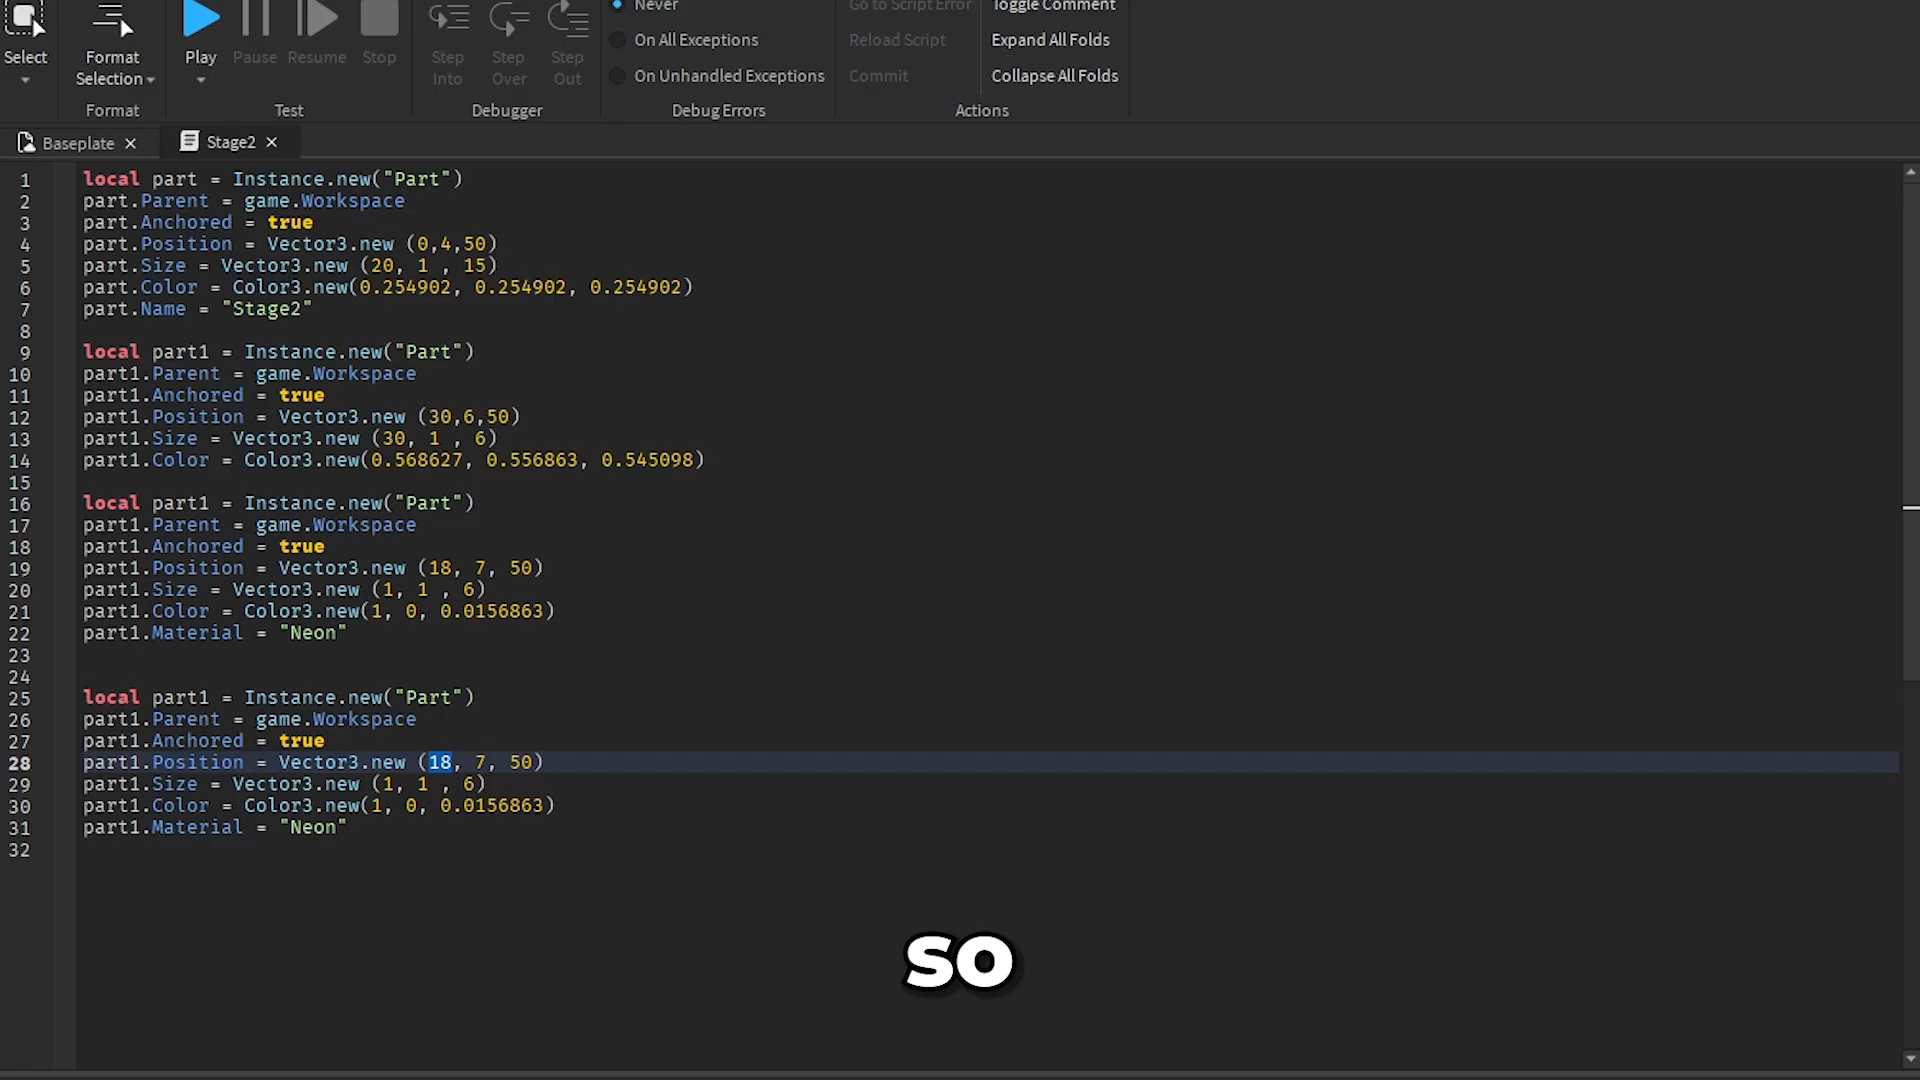 Never
Go to Script Error
Toggle Comment
Select
Format
Selection
Play
Pause
Resume
Stop
Step
Into
Step
Over
Step
Out
On All Exceptions
Reload Script
Expand All Folds
On Unhandled Exceptions
Commit
Collapse All Folds
Format
Test
Debugger
Debug Errors
Actions
Baseplate
Stage2
1 local part = Instance.new("Part")
2 part.Parent = game.Workspace
3 part.Anchored = true
4 part.Position = Vector3.new (0,4,50)
5 part.Size = Vector3.new (20, 1 , 15)
6 part.Color = Color3.new(0.254902, 0.254902, 0.254902)
7 part.Name = "Stage2"
8
9 local part1 = Instance.new("Part")
10 part1.Parent = game.Workspace
11 part1.Anchored = true
12 part1.Position = Vector3.new (30,6,50)
13 part1.Size = Vector3.new (30, 1 , 6)
14 part1.Color = Color3.new(0.568627, 0.556863, 0.545098)
15
16 local part1 = Instance.new("Part")
17 part1.Parent = game.Workspace
18 part1.Anchored = true
19 part1.Position = Vector3.new (18, 7, 50)
20 part1.Size = Vector3.new (1, 1 , 6)
21 part1.Color = Color3.new(1, 0, 0.0156863)
22 part1.Material = "Neon"
23
24
25 local part1 = Instance.new("Part")
26 part1.Parent = game.Workspace
27 part1.Anchored = true
28 part1.Position = Vector3.new (18, 7, 50)
29 part1.Size = Vector3.new (1, 1 , 6)
30 part1.Color = Color3.new(1, 0, 0.0156863)
31 part1.Material = "Neon"
32
SO